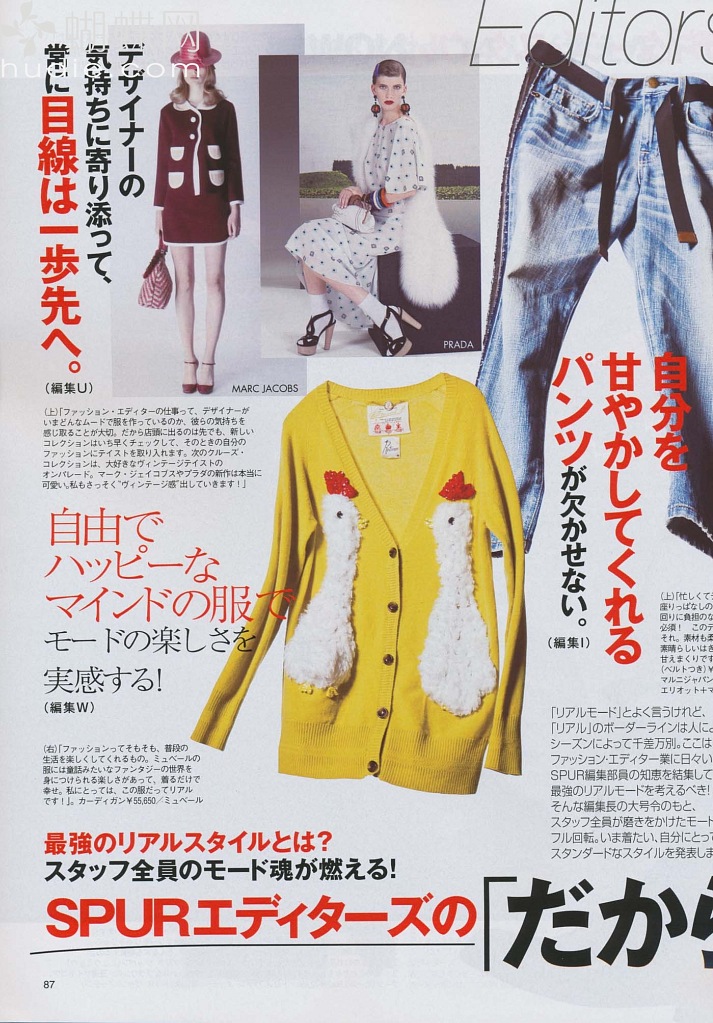 蝴蝶网
hudie.com
Editors
デザイナーの
気持ちに寄り添って、
常に目線は一歩先へ。
(編集U)
MARC JACOBS
PRADA
(上)「ファッション・エディターの仕事って、デザイナーが
いまどんなムードで服を作っているのか、彼らの気持ちを
感じ取ることが大切。だから店頭に出るのは先でも、新しい
コレクションはいち早くチェックして、そのときの自分の
ファッションにテイストを取り入れます。次のクルーズ・
コレクションは、大好きなヴィンテージテイストの
オンパレード。マーク・ジェイコブスやプラダの新作は本当に
可愛い。私もさっそく“ヴィンテージ感”出していきます!」
自分を
甘やかしてくれる
パンツが欠かせない。
(編集I)
自由で
ハッピーな
マインドの服で
モードの楽しさを
実感する!
(編集W)
(右)「ファッションってそもそも、普段の
生活を楽しくしてくれるもの。ミュベールの
服には童話みたいなファンタジーの世界を
身につけられる楽しさがあって、着るだけで
幸せ。私にとっては、この服だってリアル
です!」。カーディガン¥55,650/ミュベール
(上)「忙しくて
座りっぱなしの
回りに負担のな
必須! このデ
それ。素材も柔
素晴らしいはき
甘えまくりです
(ベルトつき)¥
マルニジャパン
エリオット+マ
「リアルモード」とよく言うけれど、
「リアル」のボーダーラインは人によ
シーズンによって千差万別。ここは
ファッション・エディター業に日々い
SPUR編集部員の知恵を結集して
最強のリアルモードを考えるべき!
そんな編集長の大号令のもと、
スタッフ全員が磨きをかけたモード
フル回転。いま着たい、自分にとって
スタンダードなスタイルを発表しま
最強のリアルスタイルとは?
スタッフ全員のモード魂が燃える!
SPURエディターズの「だから
87